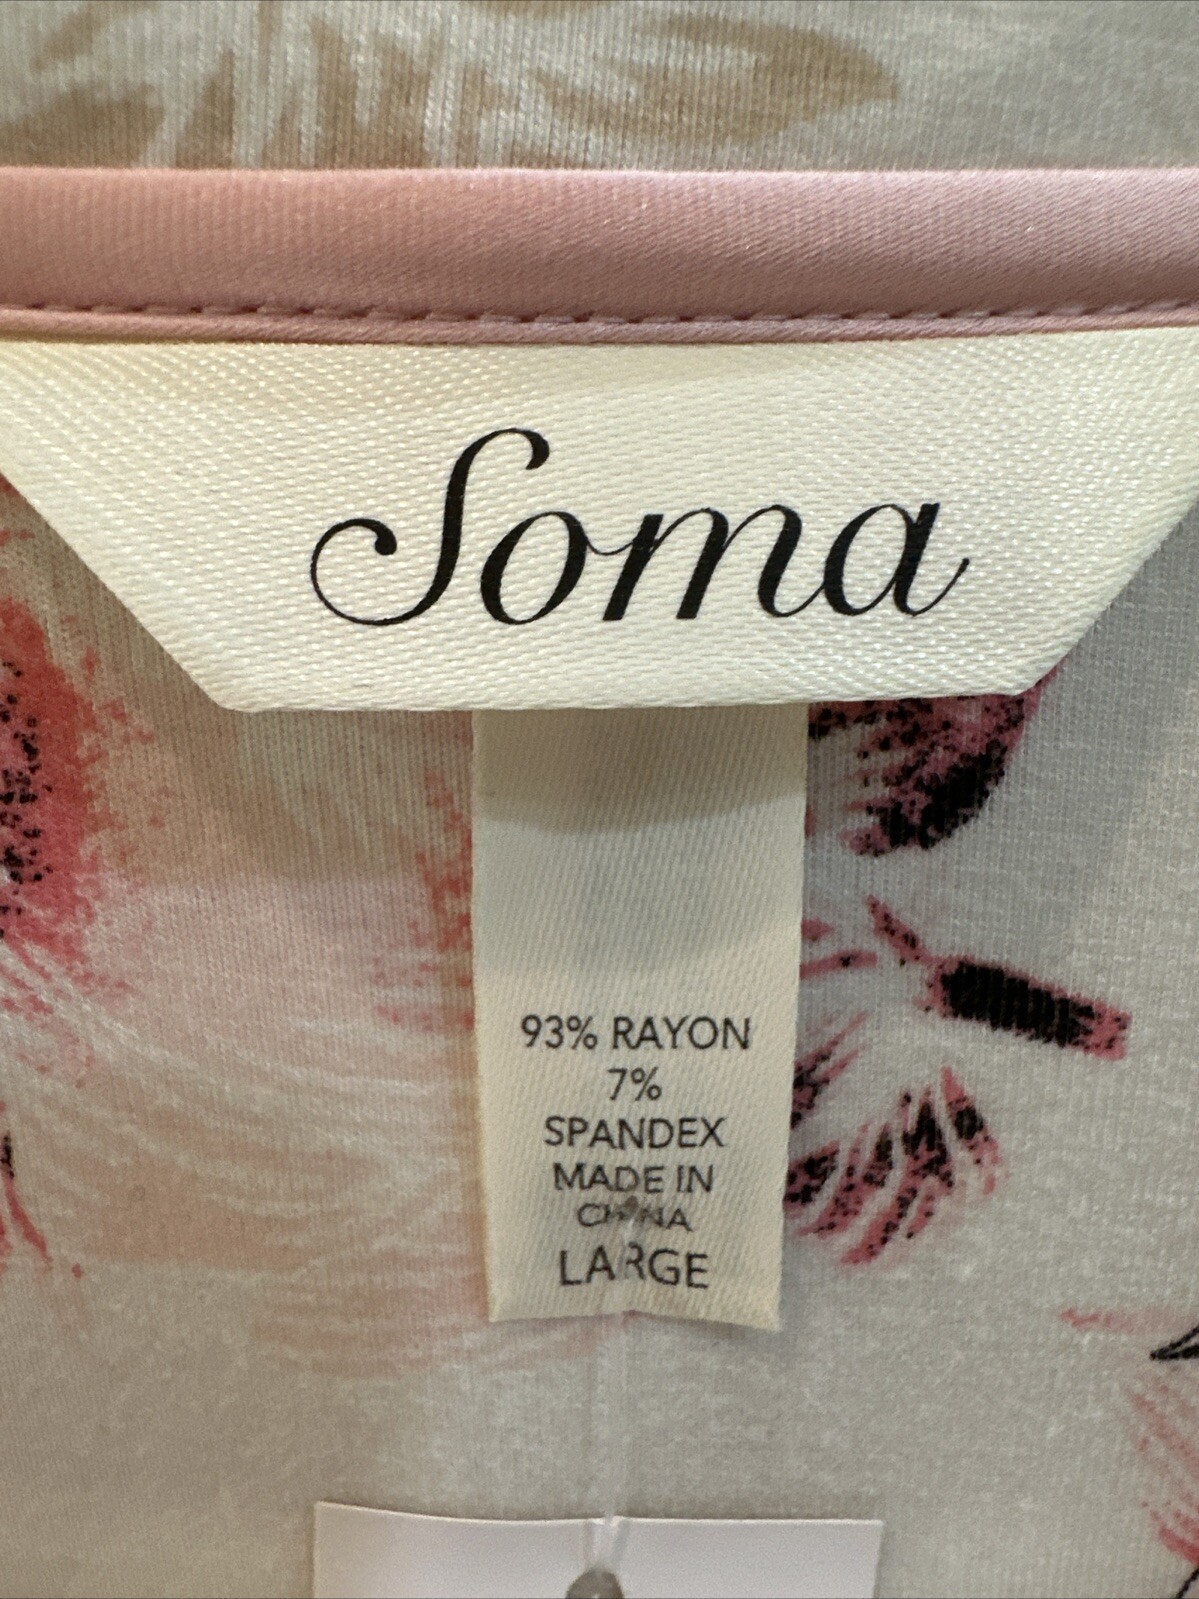 Soma
93% RAYON
7%
SPANDEX
MADE IN
CHINA
LARGE